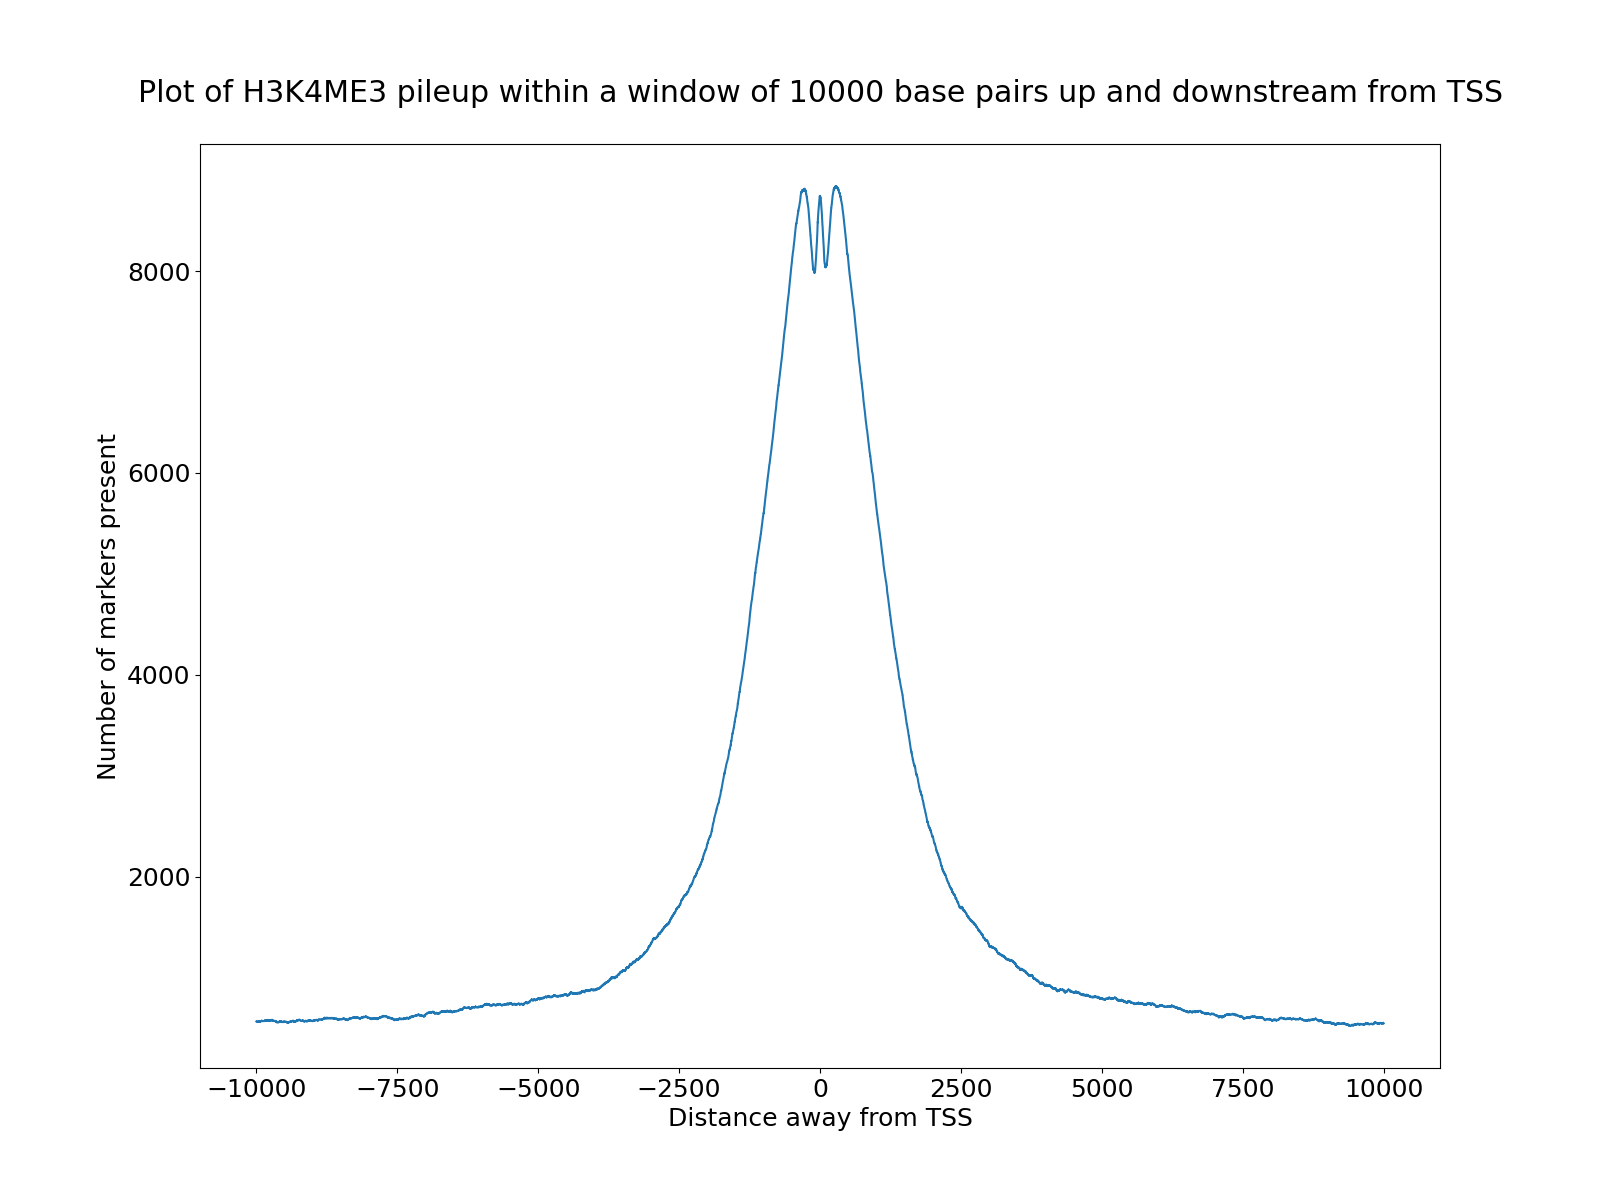 Plot of H3K4ME3 pileup within a window of 10000 base pairs up and downstream from TSS
8000
6000
4000
2000
Number of markers present
−10000 −7500 −5000 −2500 0 2500 5000 7500 10000
Distance away from TSS